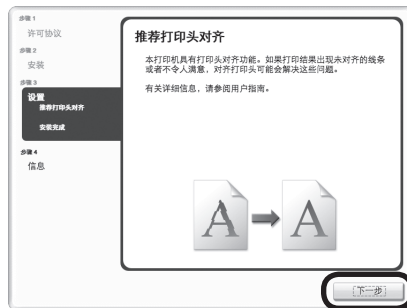 步骤 1
许可协议
步骤 2
安装
步骤 3
设置
推荐打印头对齐
安装完成
步骤 4
信息
推荐打印头对齐
本打印机具有打印头对齐功能。如果打印结果出现未对齐的线条
或者不令人满意，对齐打印头可能会解决这些问题。
有关详细信息，请参阅用户指南。
A A
下一步